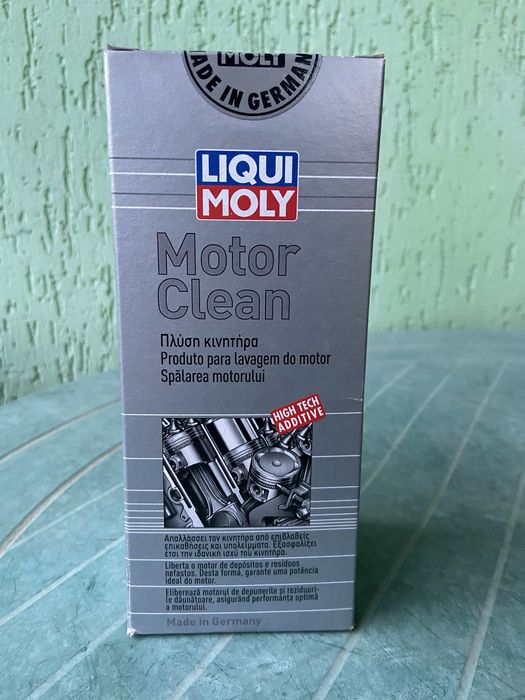 MOLY
MADE IN GERMANY
LIQUI
MOLY
Motor
Clean
Πλύση κινητήρα
Produto para lavagem do motor
Spălarea motorului
HIGH TECH
ADDITIVE
Απαλλάσσει τον κινητήρα από επιβλαβείς
επικαθήσεις και υπολείμματα. Εξασφαλίζει
έτσι την ιδανική ισχύ του κινητήρα.
Liberta o motor de depósitos e resíduos
nefastos. Desta forma, garante uma potência
ideal do motor.
Eliberează motorul de depunerile şi reziduuri-
le dăunătoare, asigurând performanţa optimă
a motorului.
Made in Germany